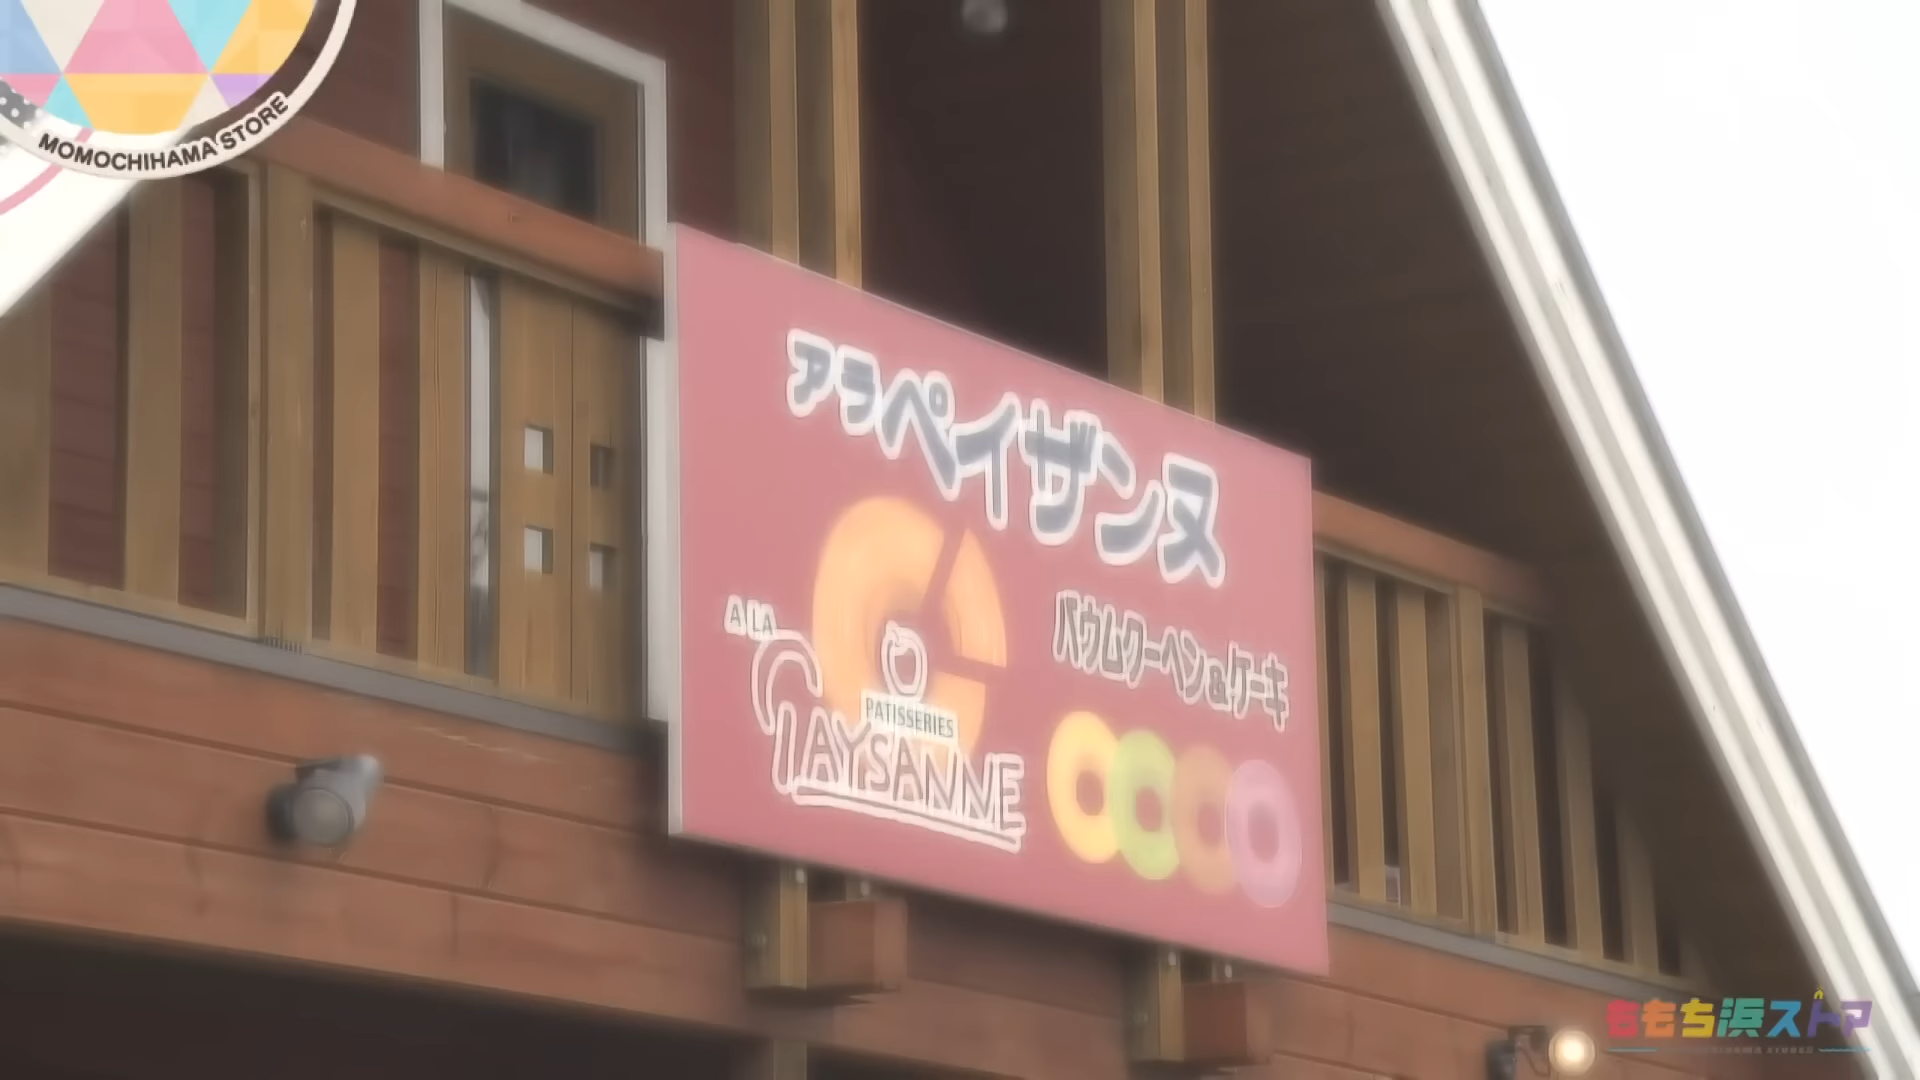 MOMOCHIHAMA STORE
アラペイザンヌ
バウムクーヘン&ケーキ
A LA
PATISSERIES
PAYSANNE
ももち浜ストア